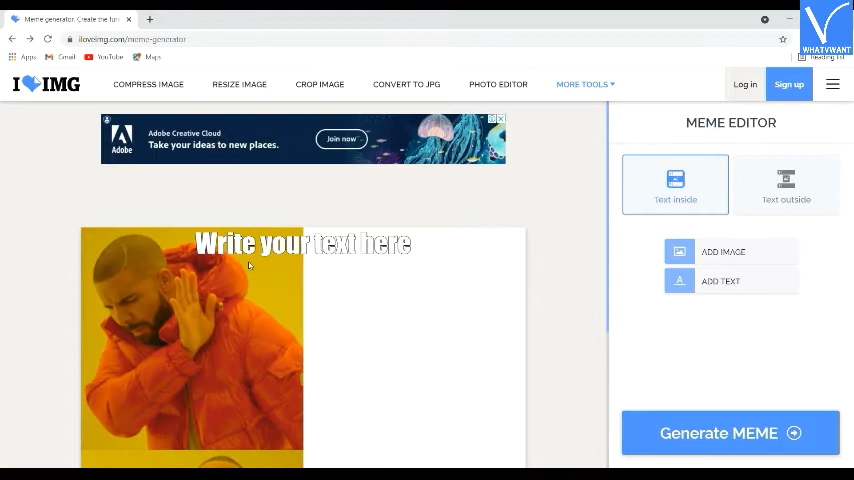 Meme generator. Create the fun
iloveimg.com/meme-generator
WHATVWANT
Apps Gmail YouTube Maps
Reading list
I IMG
COMPRESS IMAGE RESIZE IMAGE CROP IMAGE CONVERT TO JPG PHOTO EDITOR MORE TOOLS
Log in Sign up
Adobe
Adobe Creative Cloud
Take your ideas to new places.
Join now
MEME EDITOR
Text inside Text outside
Write your text here
ADD IMAGE
ADD TEXT
Generate MEME